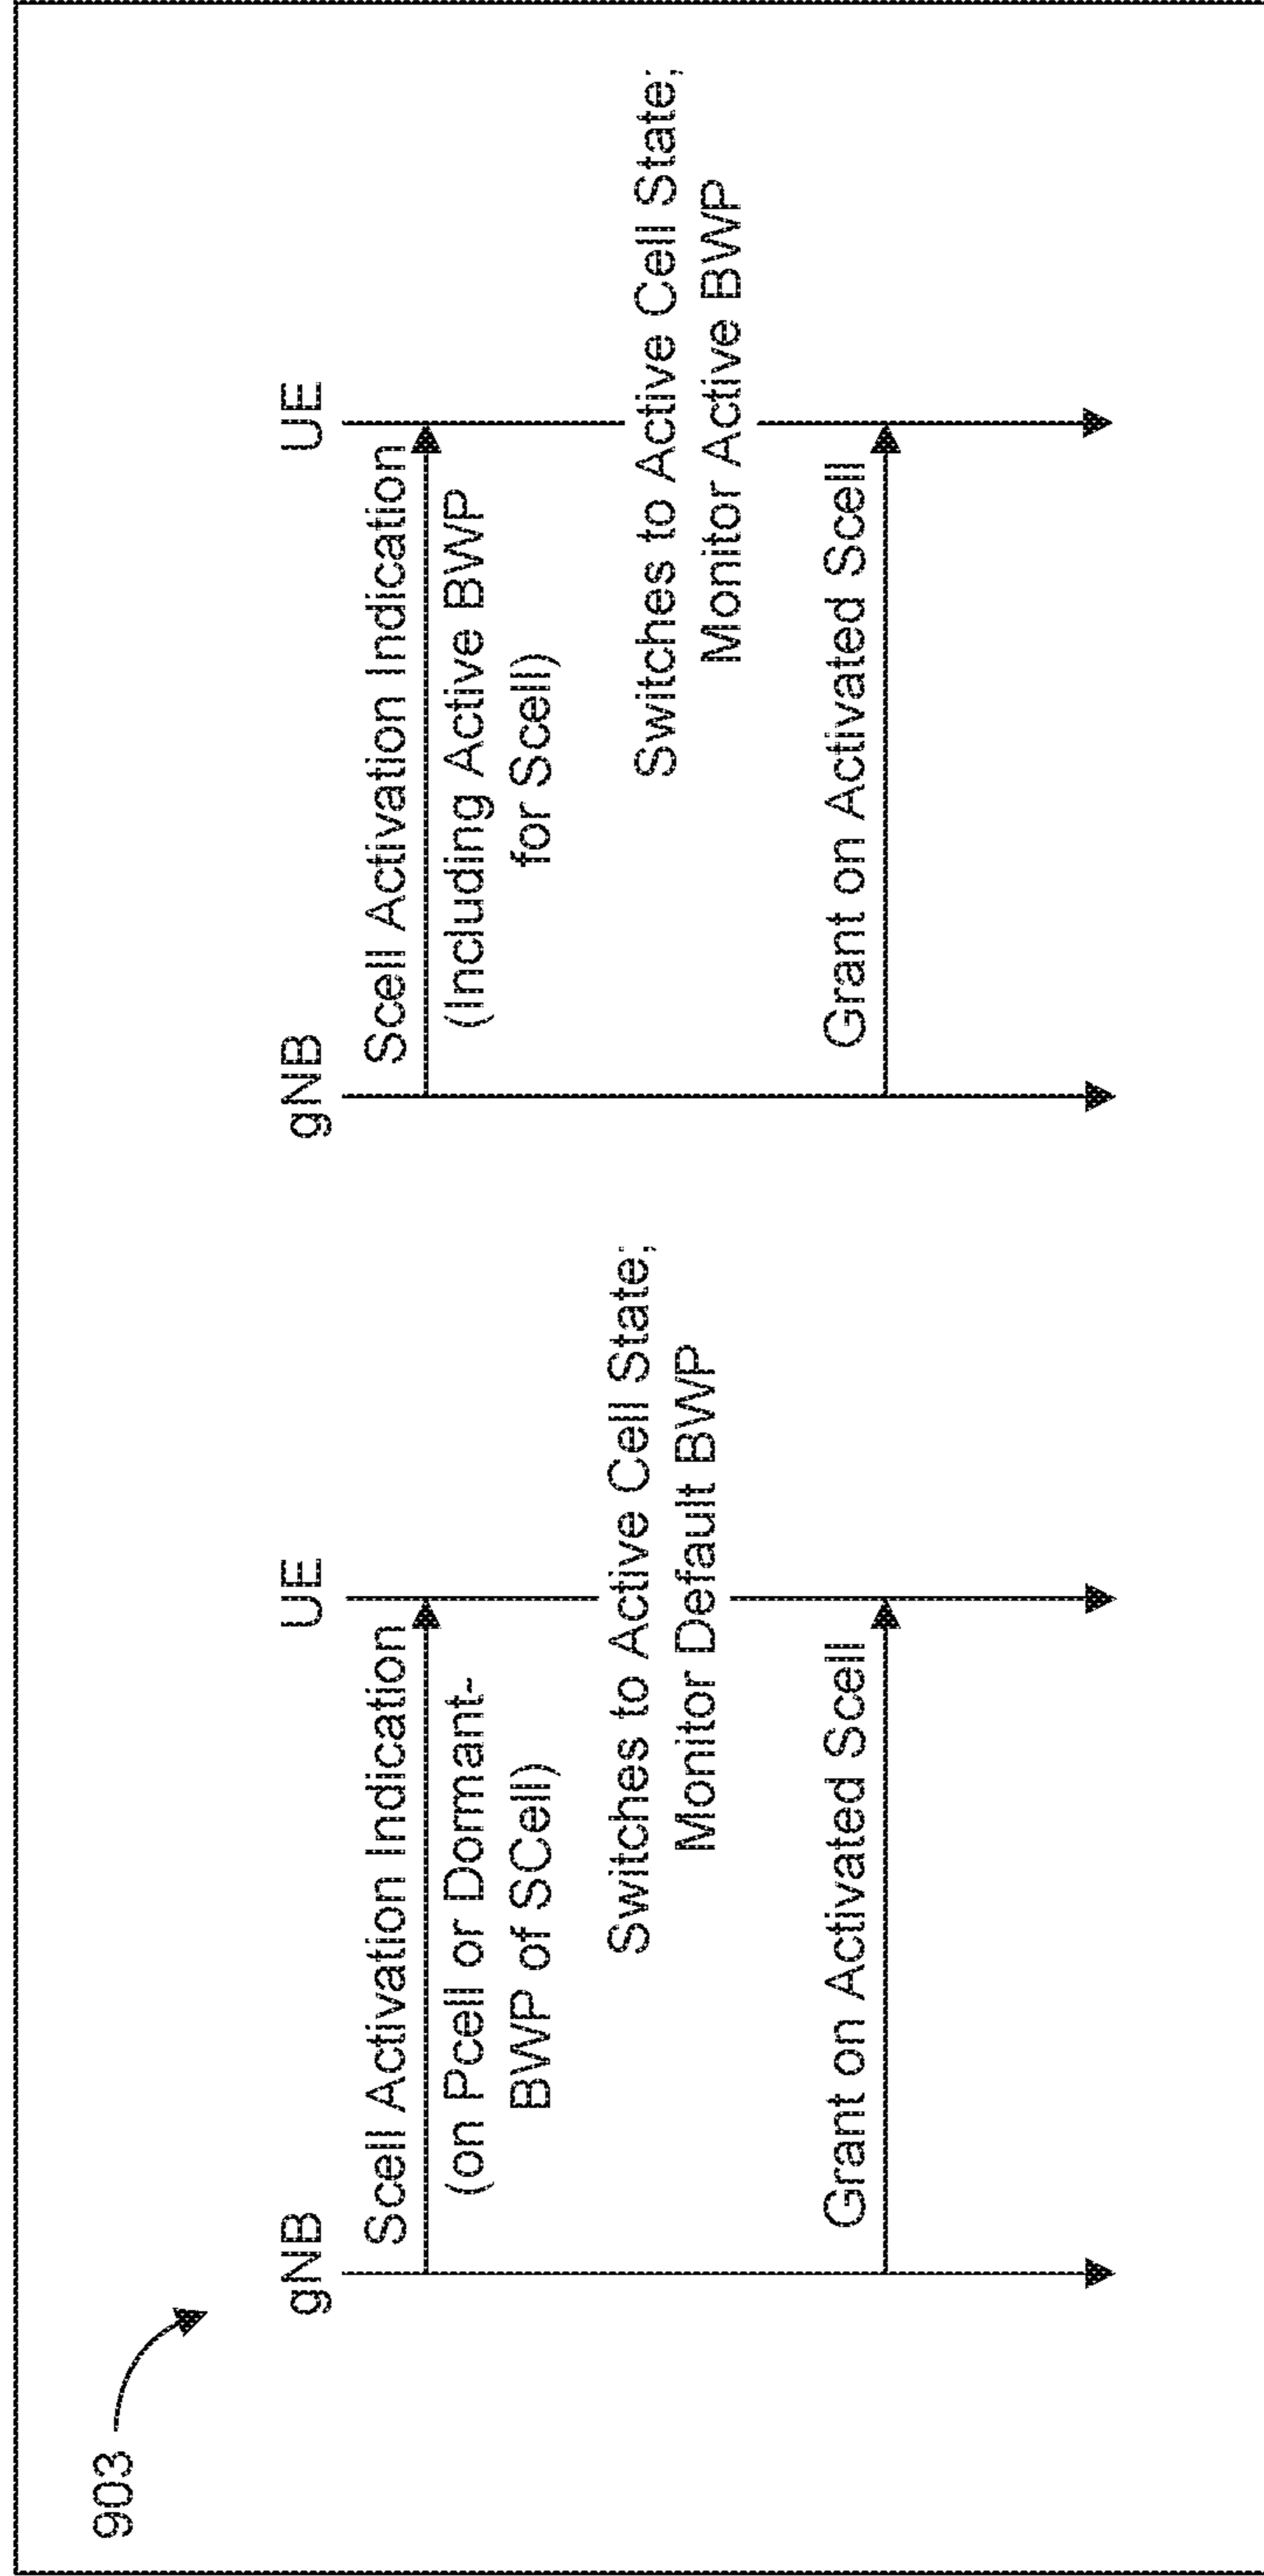 903
gNB
UE
Scell Activation Indication
(on Pcell or Dormant-
BWP of SCell)
Switches to Active Cell State;
Monitor Default BWP
Grant on Activated Scell
gNB
UE
Scell Activation Indication
(Including Active BWP
for Scell)
Switches to Active Cell State;
Monitor Active BWP
Grant on Activated Scell